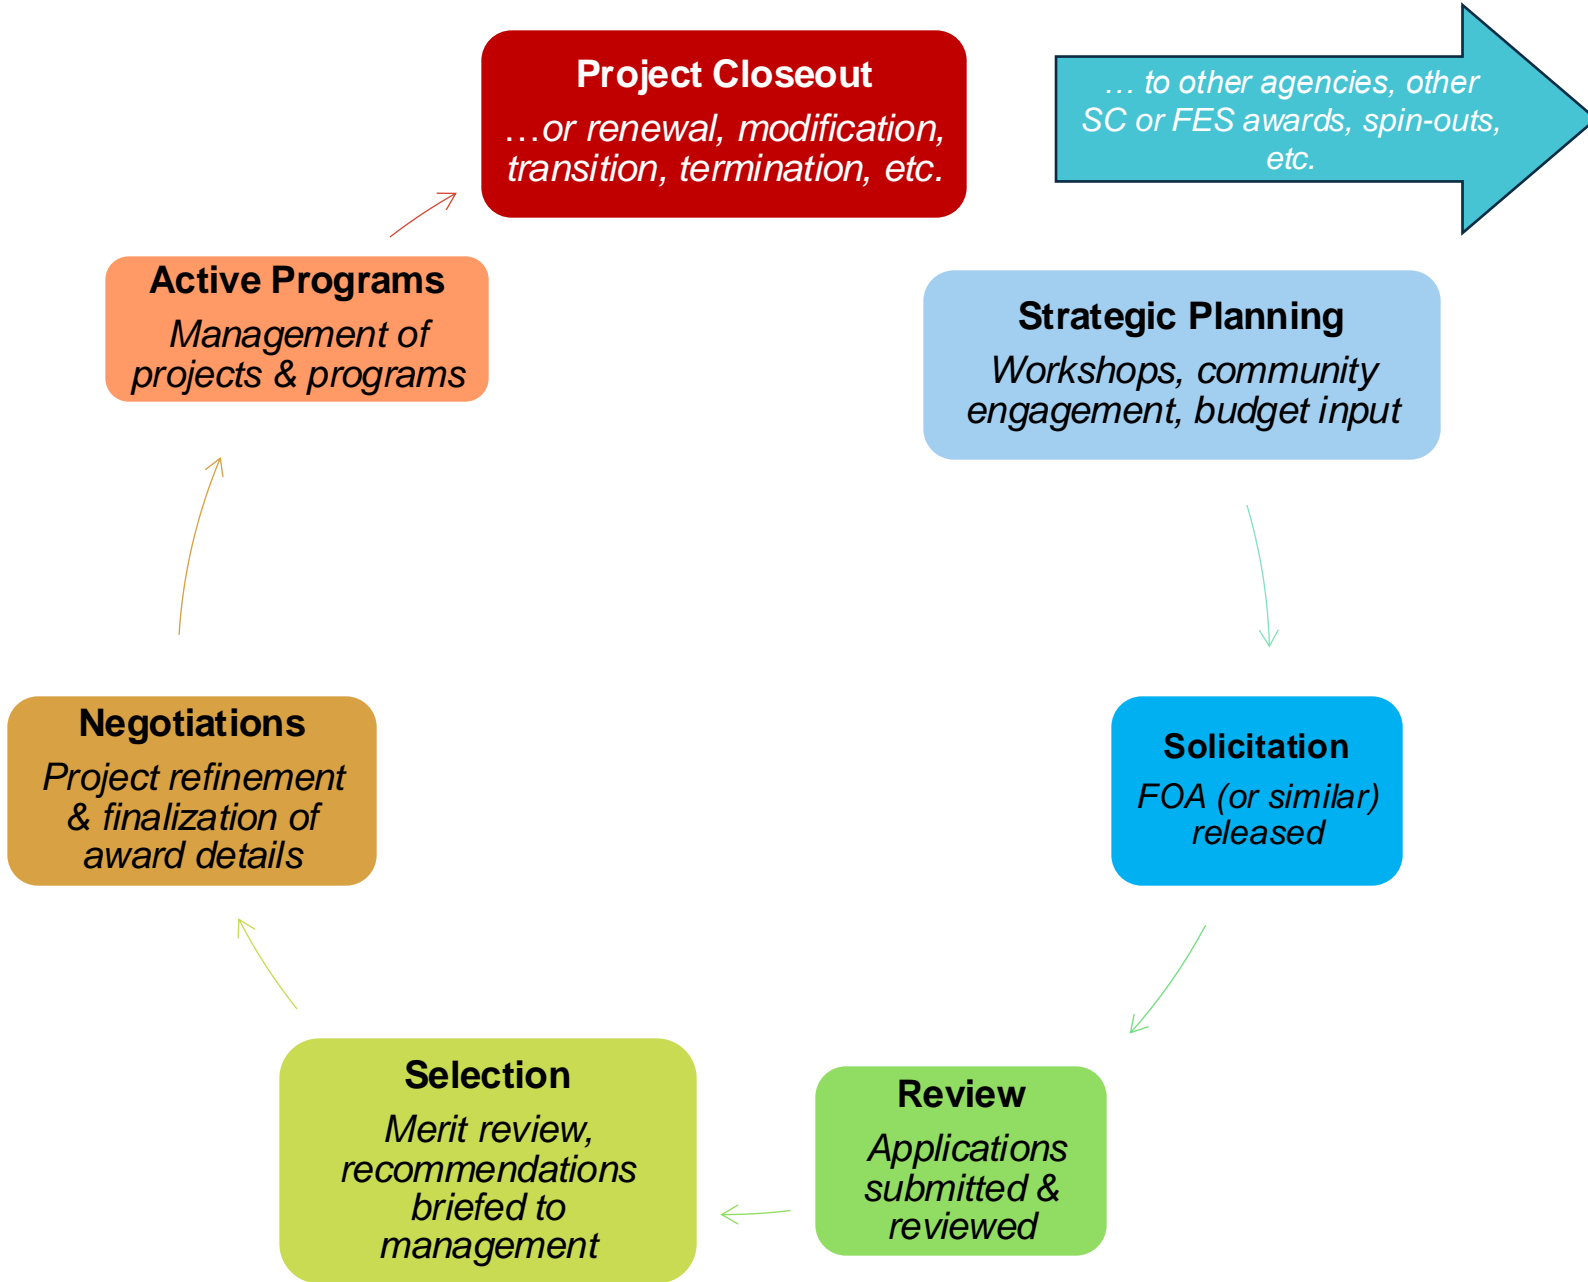 Project Closeout
…or renewal, modification,
transition, termination, etc.
… to other agencies, other
SC or FES awards, spin-outs,
etc.
Strategic Planning
Workshops, community
engagement, budget input
Solicitation
FOA (or similar)
released
Review
Applications
submitted &
reviewed
Selection
Merit review,
recommendations
briefed to
management
Negotiations
Project refinement
& finalization of
award details
Active Programs
Management of
projects & programs